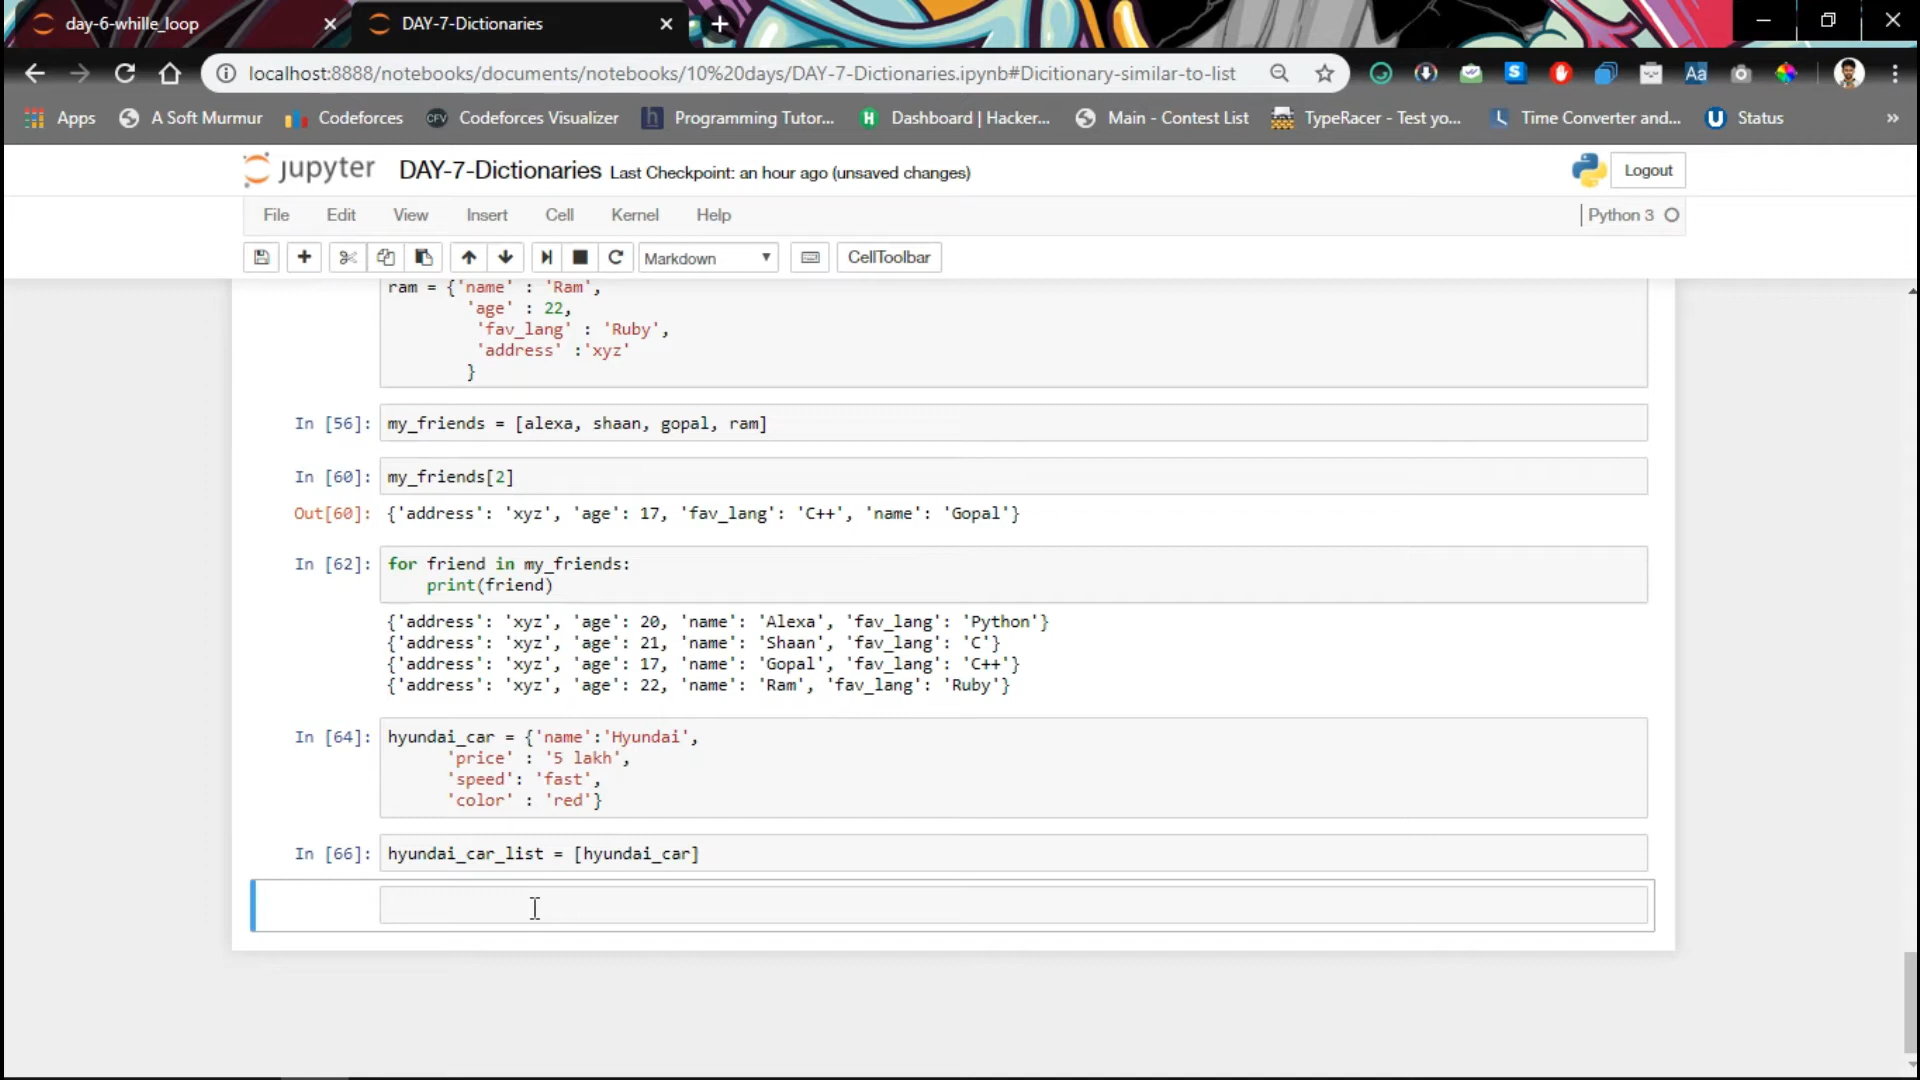 day-6-whille_loop
DAY-7-Dictionaries
localhost:8888/notebooks/documents/notebooks/10%20days/DAY-7-Dictionaries.ipynb#Dicitionary-similar-to-list
Apps A Soft Murmur Codeforces CFV Codeforces Visualizer h Programming Tutor... H Dashboard | Hacker... Main - Contest List TypeRacer - Test yo... Time Converter and... U Status »
jupyter DAY-7-Dictionaries Last Checkpoint: an hour ago (unsaved changes) Logout
File Edit View Insert Cell Kernel Help Python 3
Markdown CellToolbar
ram = {'name' : 'Ram',
'age' : 22,
'fav_lang' : 'Ruby',
'address' :'xyz'
}
In [56]: my_friends = [alexa, shaan, gopal, ram]
In [60]: my_friends[2]
Out[60]: {'address': 'xyz', 'age': 17, 'fav_lang': 'C++', 'name': 'Gopal'}
In [62]: for friend in my_friends:
print(friend)
{'address': 'xyz', 'age': 20, 'name': 'Alexa', 'fav_lang': 'Python'}
{'address': 'xyz', 'age': 21, 'name': 'Shaan', 'fav_lang': 'C'}
{'address': 'xyz', 'age': 17, 'name': 'Gopal', 'fav_lang': 'C++'}
{'address': 'xyz', 'age': 22, 'name': 'Ram', 'fav_lang': 'Ruby'}
In [64]: hyundai_car = {'name':'Hyundai',
'price' : '5 lakh',
'speed': 'fast',
'color' : 'red'}
In [66]: hyundai_car_list = [hyundai_car]